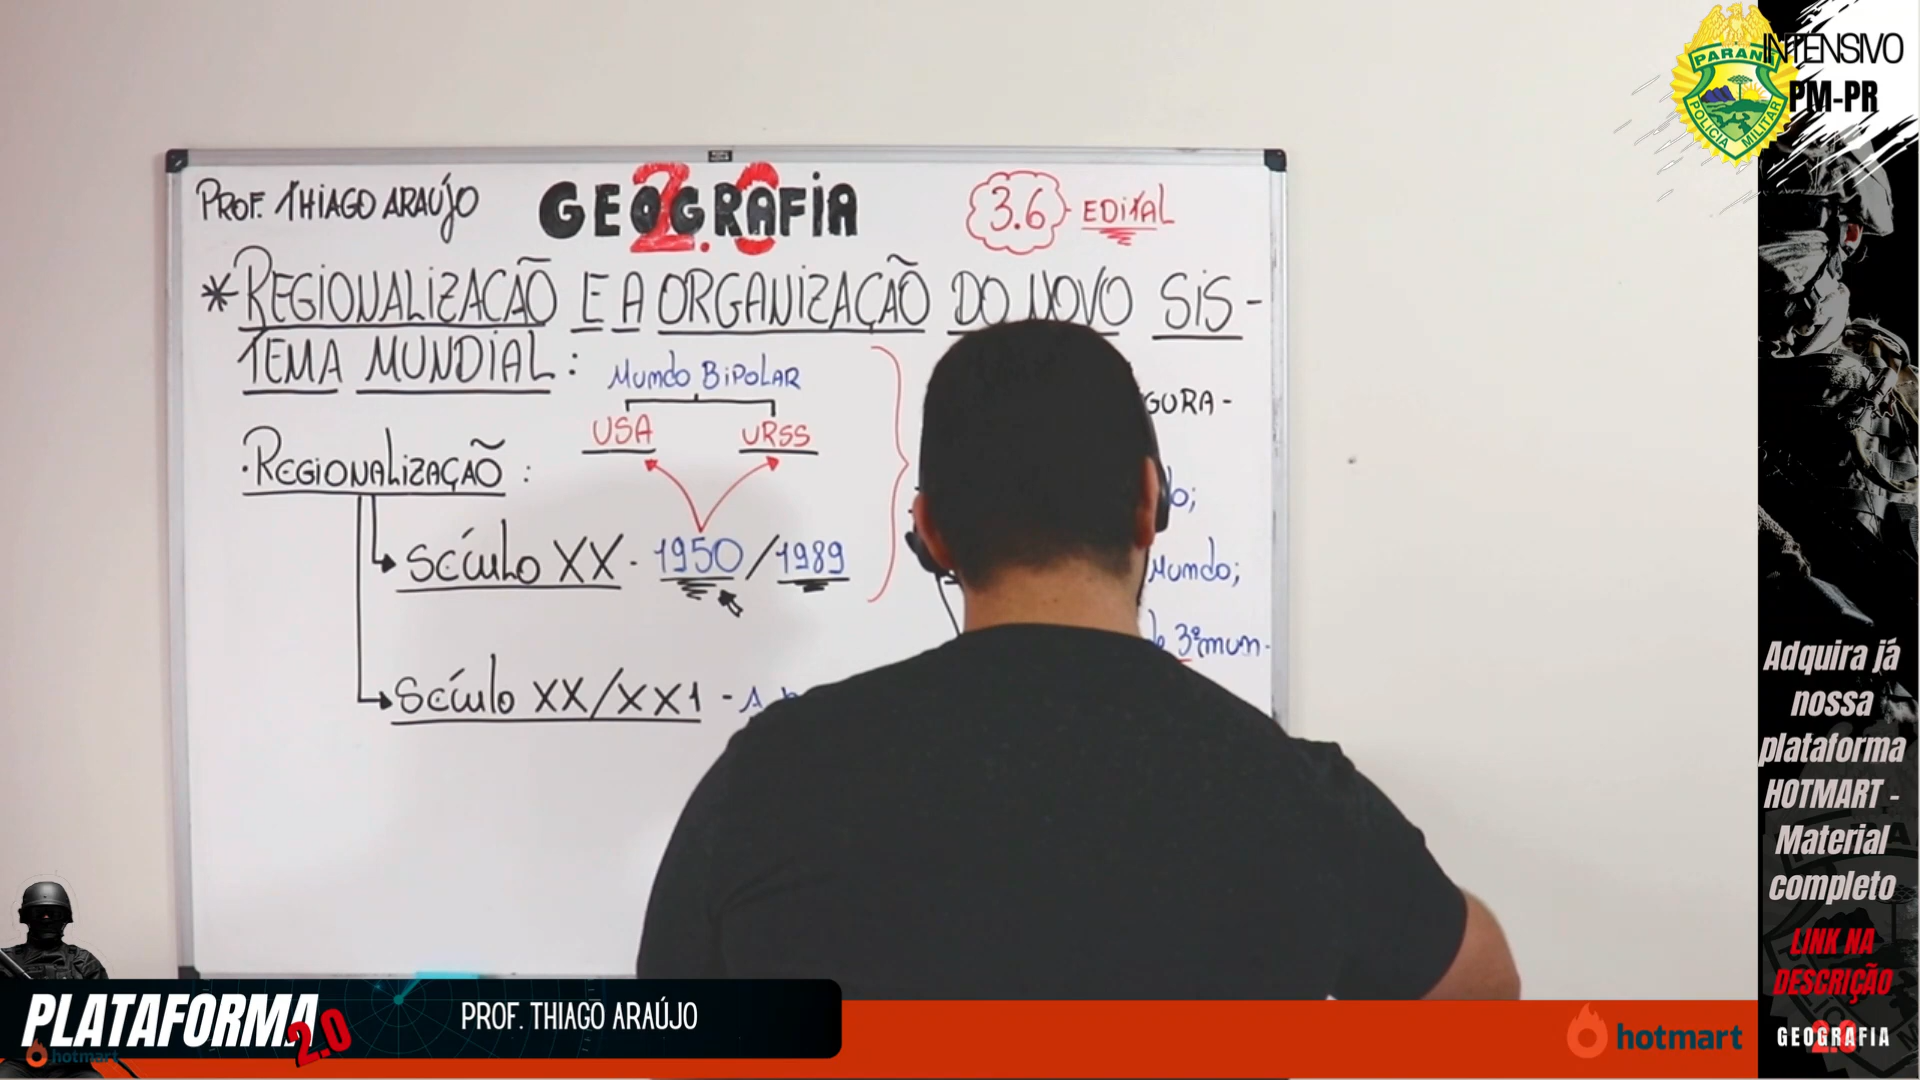 PROF. THIAGO ARAÚJO
GEOGRAFIA
2.0
3.6 - EDITAL
* REGIONALIZAÇÃO E A ORGANIZAÇÃO DO NOVO SIS-
TEMA MUNDIAL:
MUNDO BIPOLAR
USA URSS
GURA-
• REGIONALIZAÇÃO:
SÉCULO XX - 1950 / 1989
MUNDO;
3º MUN-
SÉCULO XX/XXI - A
INTENSIVO
PM-PR
PARANÁ
POLÍCIA MILITAR
Adquira já
nossa
plataforma
HOTMART -
Material
completo
LINK NA
DESCRIÇÃO
GEOGRAFIA
2.0
PLATAFORMA
2.0
hotmart
PROF. THIAGO ARAÚJO
hotmart